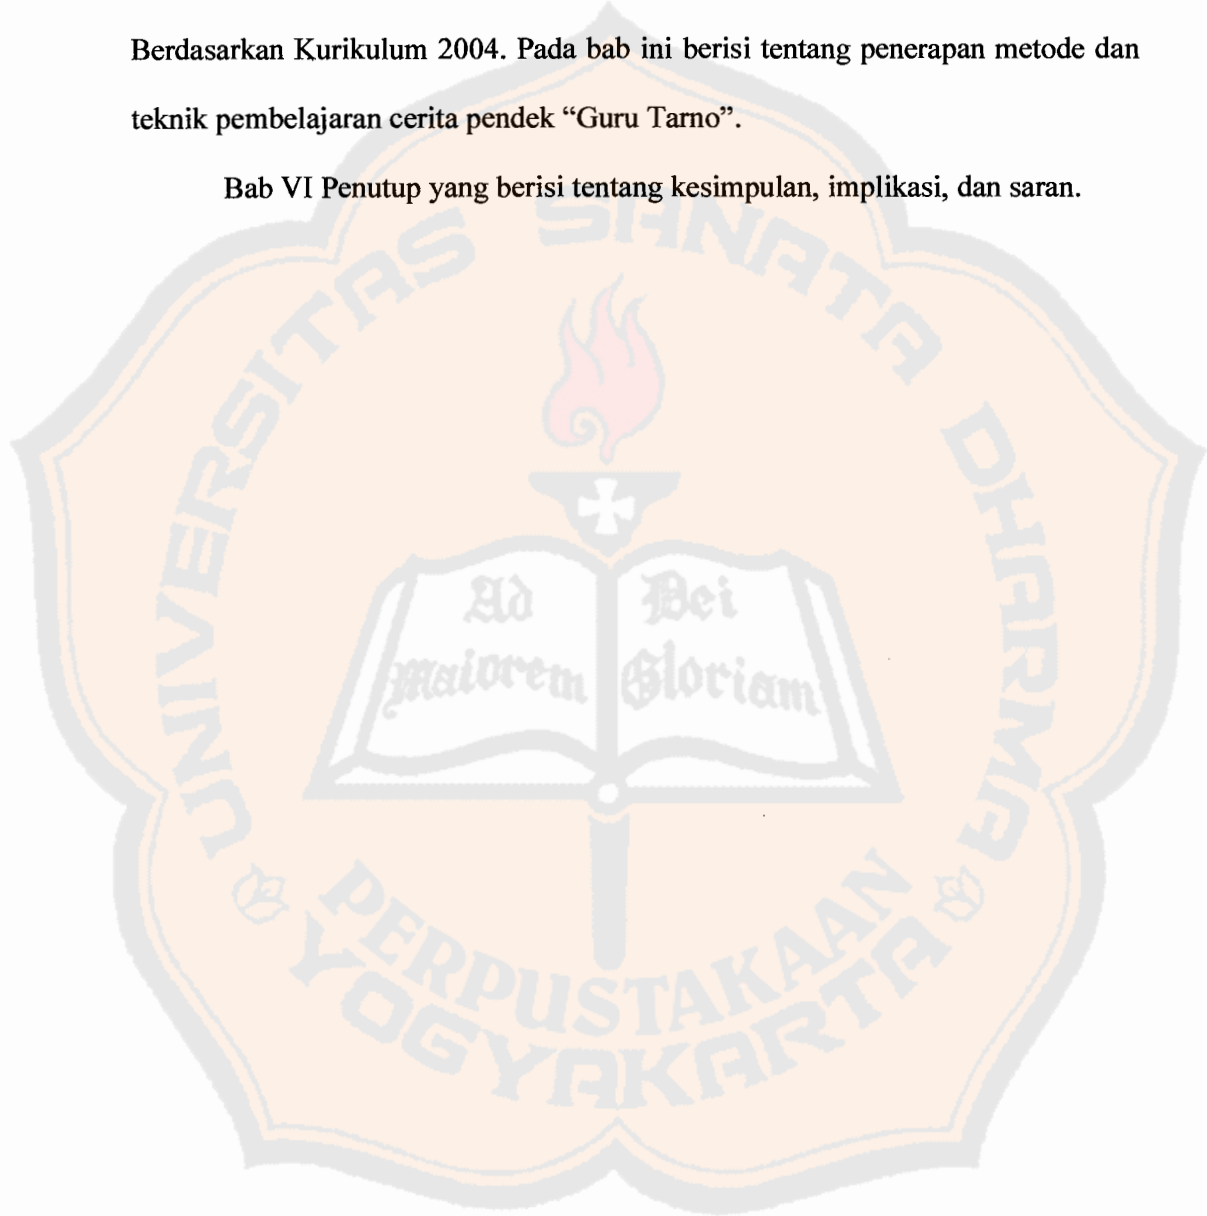 Berdasarkan Kurikulum 2004. Pada bab ini berisi tentang penerapan metode dan
teknik pembelajaran cerita pendek “Guru Tarno”.
Bab VI Penutup yang berisi tentang kesimpulan, implikasi, dan saran.
UNIVERSITAS SANATA DHARMA
Ad Dei
maiorem Gloriam
PERPUSTAKAAN
YOGYAKARTA